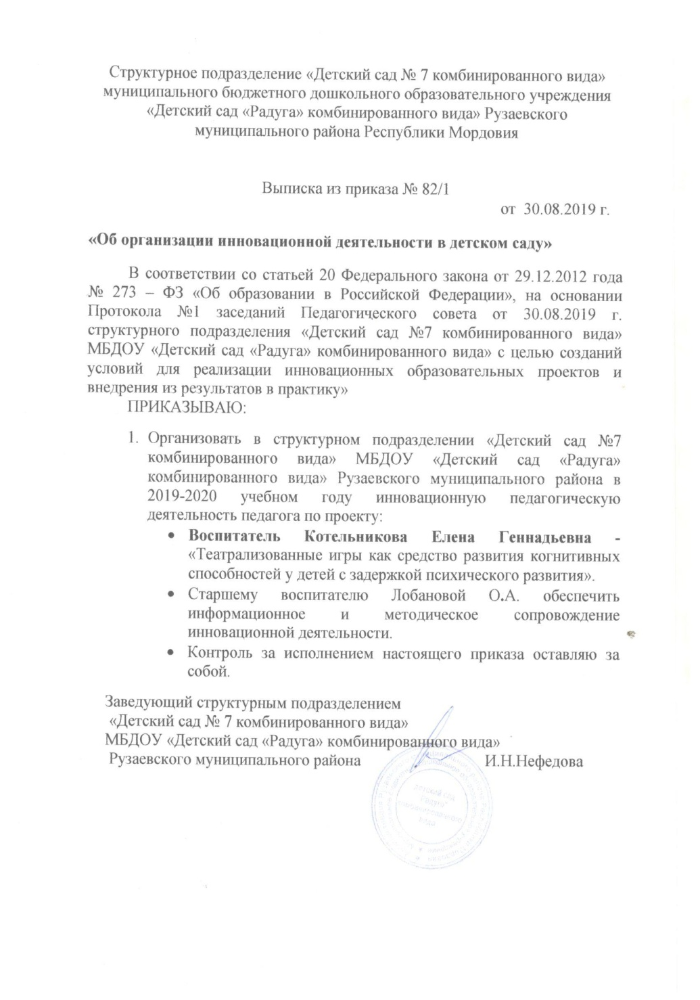 Структурное подразделение «Детский сад № 7 комбинированного вида»
муниципального бюджетного дошкольного образовательного учреждения
«Детский сад «Радуга» комбинированного вида» Рузаевского
муниципального района Республики Мордовия
Выписка из приказа № 82/1
от 30.08.2019 г.
«Об организации инновационной деятельности в детском саду»
В соответствии со статьей 20 Федерального закона от 29.12.2012 года
№ 273 – ФЗ «Об образовании в Российской Федерации», на основании
Протокола №1 заседаний Педагогического совета от 30.08.2019 г.
структурного подразделения «Детский сад №7 комбинированного вида»
МБДОУ «Детский сад «Радуга» комбинированного вида» с целью созданий
условий для реализации инновационных образовательных проектов и
внедрения из результатов в практику»
ПРИКАЗЫВАЮ:
1. Организовать в структурном подразделении «Детский сад №7
комбинированного вида» МБДОУ «Детский сад «Радуга»
комбинированного вида» Рузаевского муниципального района в
2019-2020 учебном году инновационную педагогическую
деятельность педагога по проекту:
• Воспитатель Котельникова Елена Геннадьевна -
«Театрализованные игры как средство развития когнитивных
способностей у детей с задержкой психического развития».
• Старшему воспитателю Лобановой О.А. обеспечить
информационное и методическое сопровождение
инновационной деятельности.
• Контроль за исполнением настоящего приказа оставляю за
собой.
Заведующий структурным подразделением
«Детский сад № 7 комбинированного вида»
МБДОУ «Детский сад «Радуга» комбинированного вида»
Рузаевского муниципального района И.Н.Нефедова
детский сад
"Радуга"
комбинированного
вида